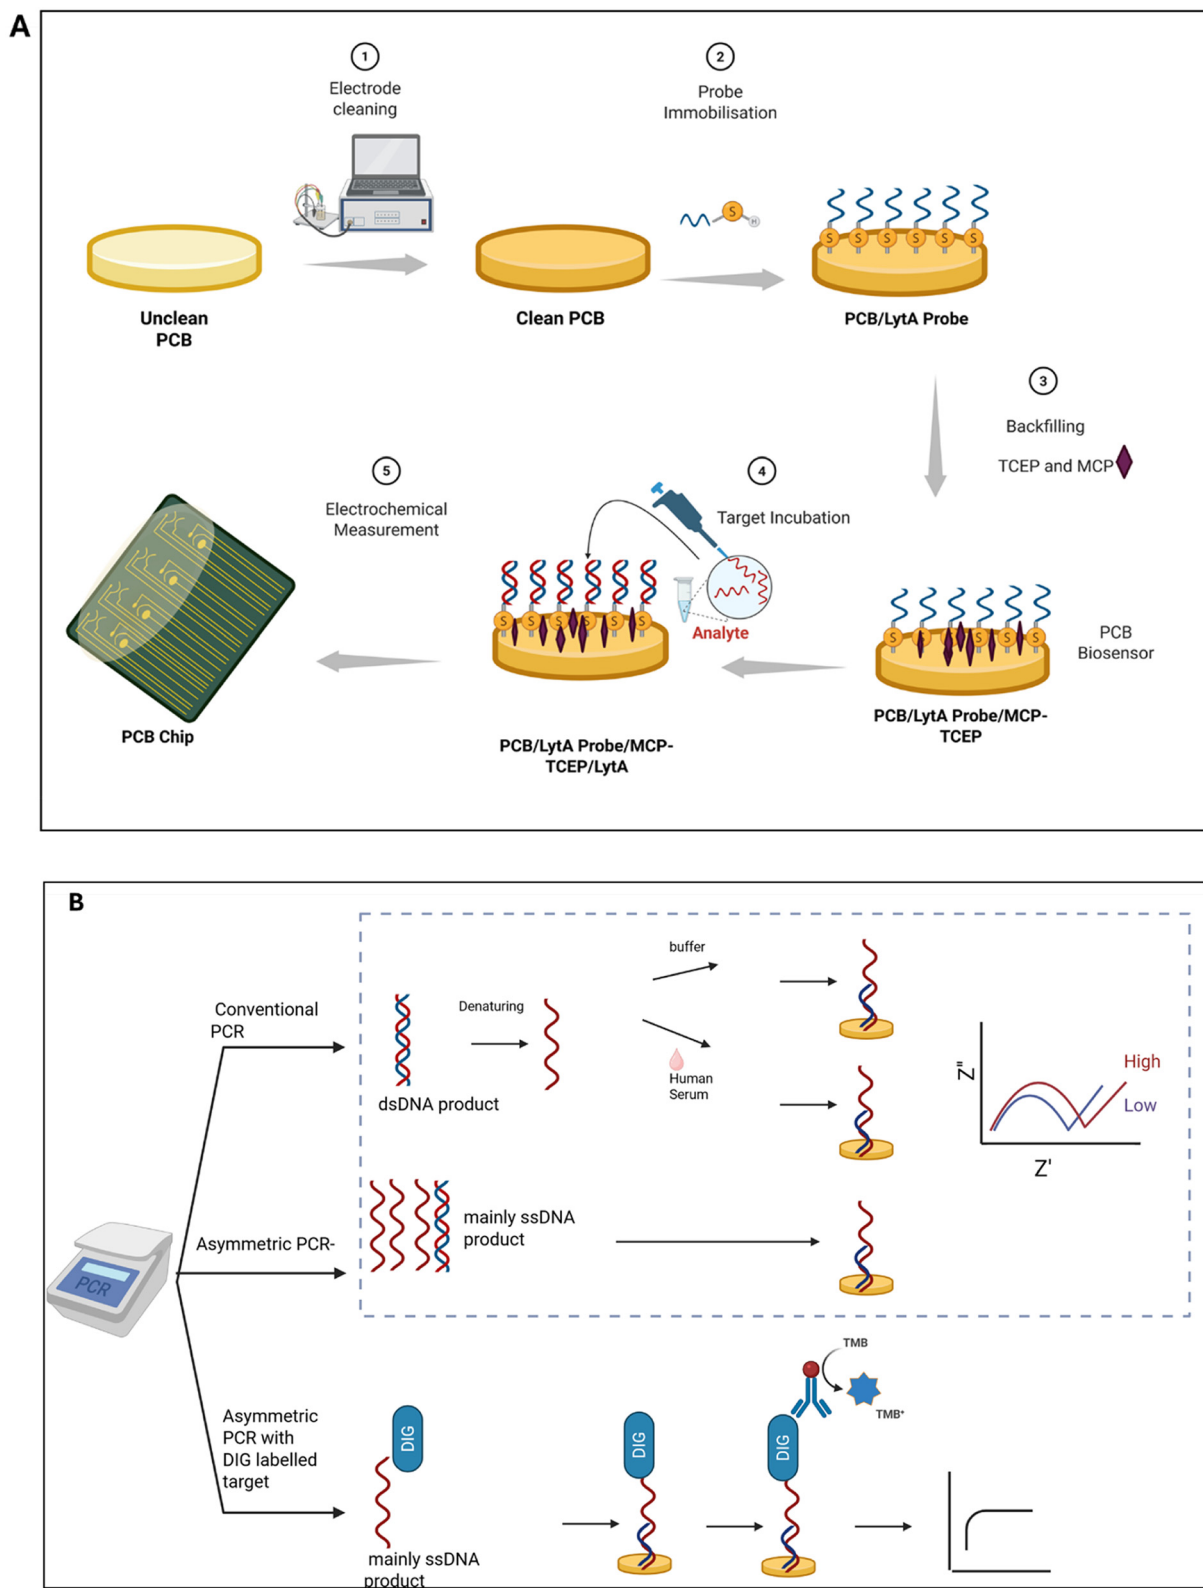 A
1
Electrode
cleaning
2
Probe
Immobilisation
S
H
S S S S S S
Unclean
PCB
Clean PCB
PCB/LytA Probe
3
Backfilling
TCEP and MCP
5
Electrochemical
Measurement
4
Target Incubation
Analyte
S S S S S S
S S S S S S
PCB
Biosensor
PCB Chip
PCB/LytA Probe/MCP-
TCEP/LytA
PCB/LytA Probe/MCP-
TCEP
B
Conventional
PCR
dsDNA product
Denaturing
buffer
Human
Serum
Z"
High
Low
Z'
PCR
Asymmetric PCR-
mainly ssDNA
product
Asymmetric
PCR with
DIG labelled
target
DIG
mainly ssDNA
product
DIG
DIG
TMB
TMB*